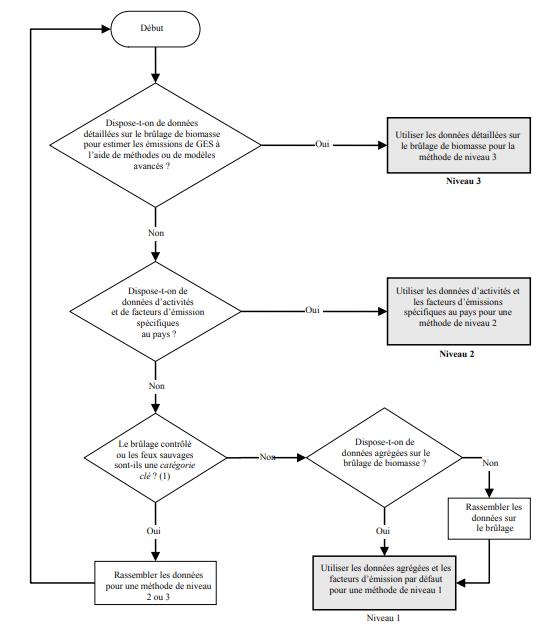 Début
Dispose-t-on de données
détaillées sur le brûlage de biomasse
pour estimer les émissions de GES à
l'aide de méthodes ou de modèles
avancés ?
Oui
Utiliser les données détaillées sur
le brûlage de biomasse pour la
méthode de niveau 3
Niveau 3
Non
Dispose-t-on de
données d'activités
et de facteurs d'émission
spécifiques
au pays ?
Oui
Utiliser les données d'activités et
les facteurs d'émissions
spécifiques au pays pour une
méthode de niveau 2
Niveau 2
Non
Le brûlage contrôlé
ou les feux sauvages
sont-ils une catégorie
clé ? (1)
Non
Dispose-t-on de
données agrégées sur le
brûlage de biomasse ?
Non
Rassembler les
données sur
le brûlage
Oui
Oui
Rassembler les données
pour une méthode de niveau
2 ou 3
Utiliser les données agrégées et les
facteurs d'émission par défaut
pour une méthode de niveau 1
Niveau 1